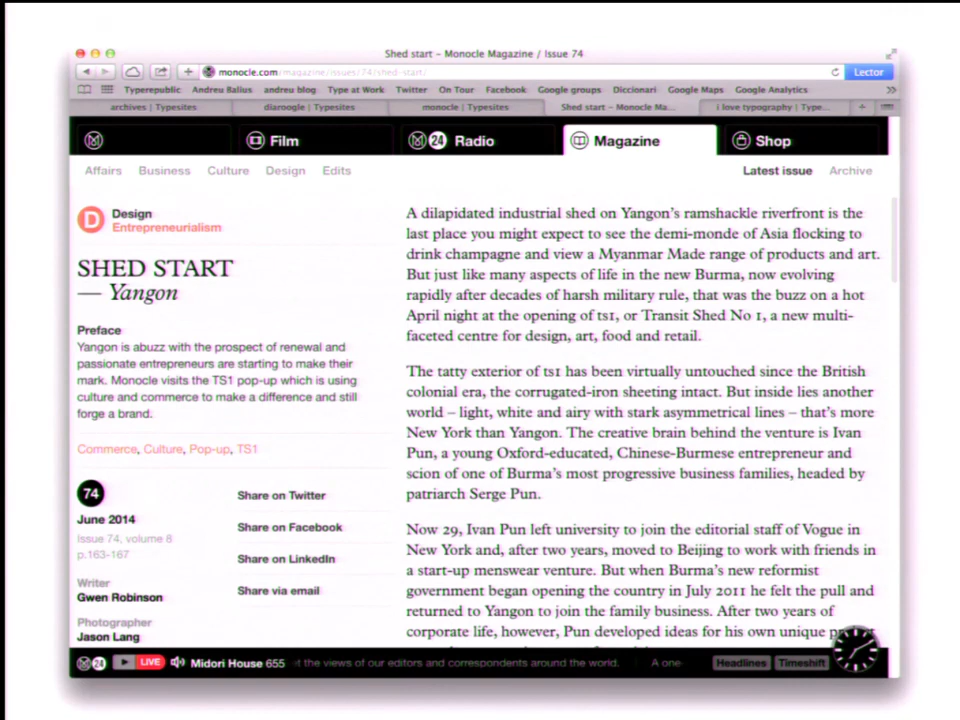 Shed start – Monocle Magazine / Issue 74
monocle.com/magazine/issues/74/shed-start/
Lector
Typerepublic Andreu Balius andreu blog Type at Work Twitter On Tour Facebook Google groups Diccionari Google Maps Google Analytics
archives | Typesites diaroogle | Typesites monocle | Typesites Shed start – Monocle Ma... i love typography | Type...
M Film M 24 Radio Magazine Shop
Affairs Business Culture Design Edits Latest issue Archive
D Design
Entrepreneurialism
SHED START
— Yangon
Preface
Yangon is abuzz with the prospect of renewal and
passionate entrepreneurs are starting to make their
mark. Monocle visits the TS1 pop-up which is using
culture and commerce to make a difference and still
forge a brand.
Commerce, Culture, Pop-up, TS1
74
June 2014
Issue 74, volume 8
p.163-167
Writer
Gwen Robinson
Photographer
Jason Lang
Share on Twitter
Share on Facebook
Share on LinkedIn
Share via email
A dilapidated industrial shed on Yangon's ramshackle riverfront is the
last place you might expect to see the demi-monde of Asia flocking to
drink champagne and view a Myanmar Made range of products and art.
But just like many aspects of life in the new Burma, now evolving
rapidly after decades of harsh military rule, that was the buzz on a hot
April night at the opening of ts1, or Transit Shed No 1, a new multi-
faceted centre for design, art, food and retail.
The tatty exterior of ts1 has been virtually untouched since the British
colonial era, the corrugated-iron sheeting intact. But inside lies another
world – light, white and airy with stark asymmetrical lines – that's more
New York than Yangon. The creative brain behind the venture is Ivan
Pun, a young Oxford-educated, Chinese-Burmese entrepreneur and
scion of one of Burma's most progressive business families, headed by
patriarch Serge Pun.
Now 29, Ivan Pun left university to join the editorial staff of Vogue in
New York and, after two years, moved to Beijing to work with friends in
a start-up menswear venture. But when Burma's new reformist
government began opening the country in July 2011 he felt the pull and
returned to Yangon to join the family business. After two years of
corporate life, however, Pun developed ideas for his own unique
M 24 LIVE Midori House 655 t the views of our editors and correspondents around the world. A one Headlines Timeshift